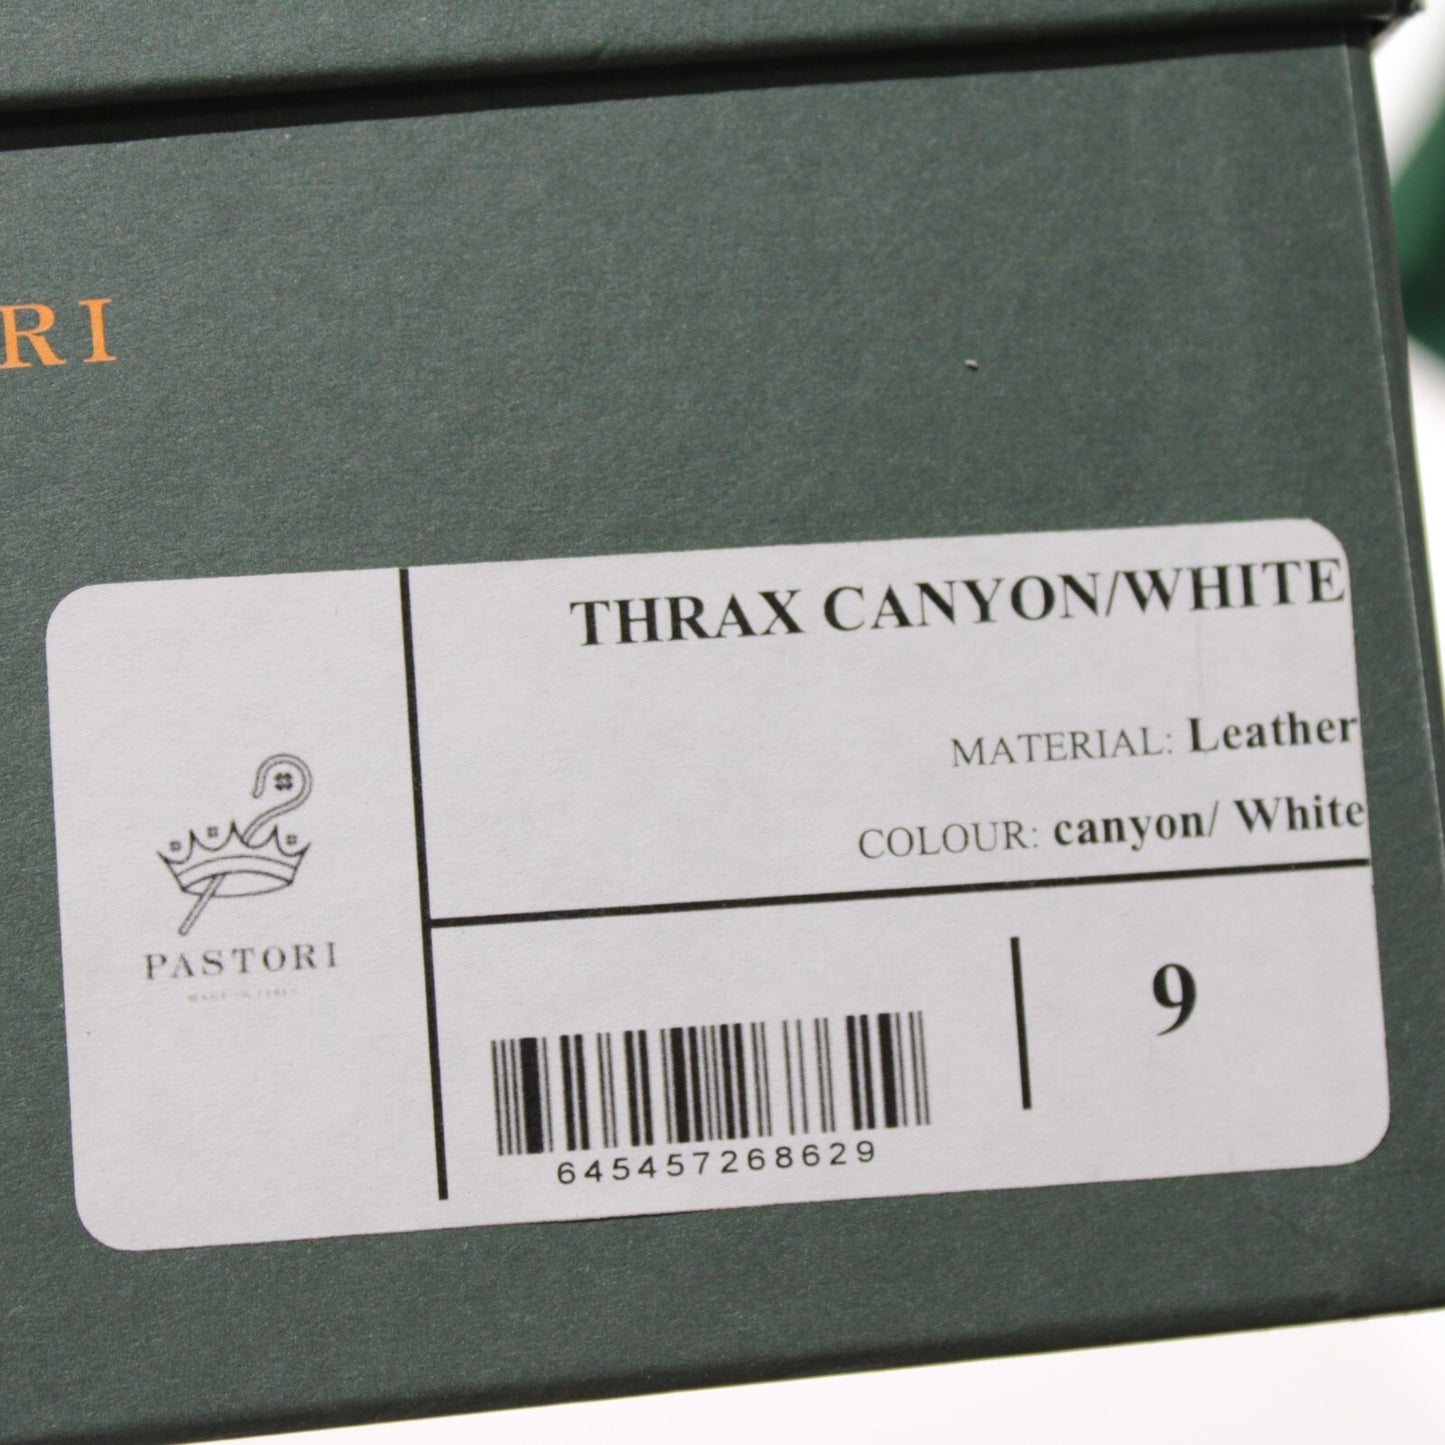 RI
THRAX CANYON/WHITE
MATERIAL: Leather
COLOUR: canyon/ White
PASTORI
9
645457268629